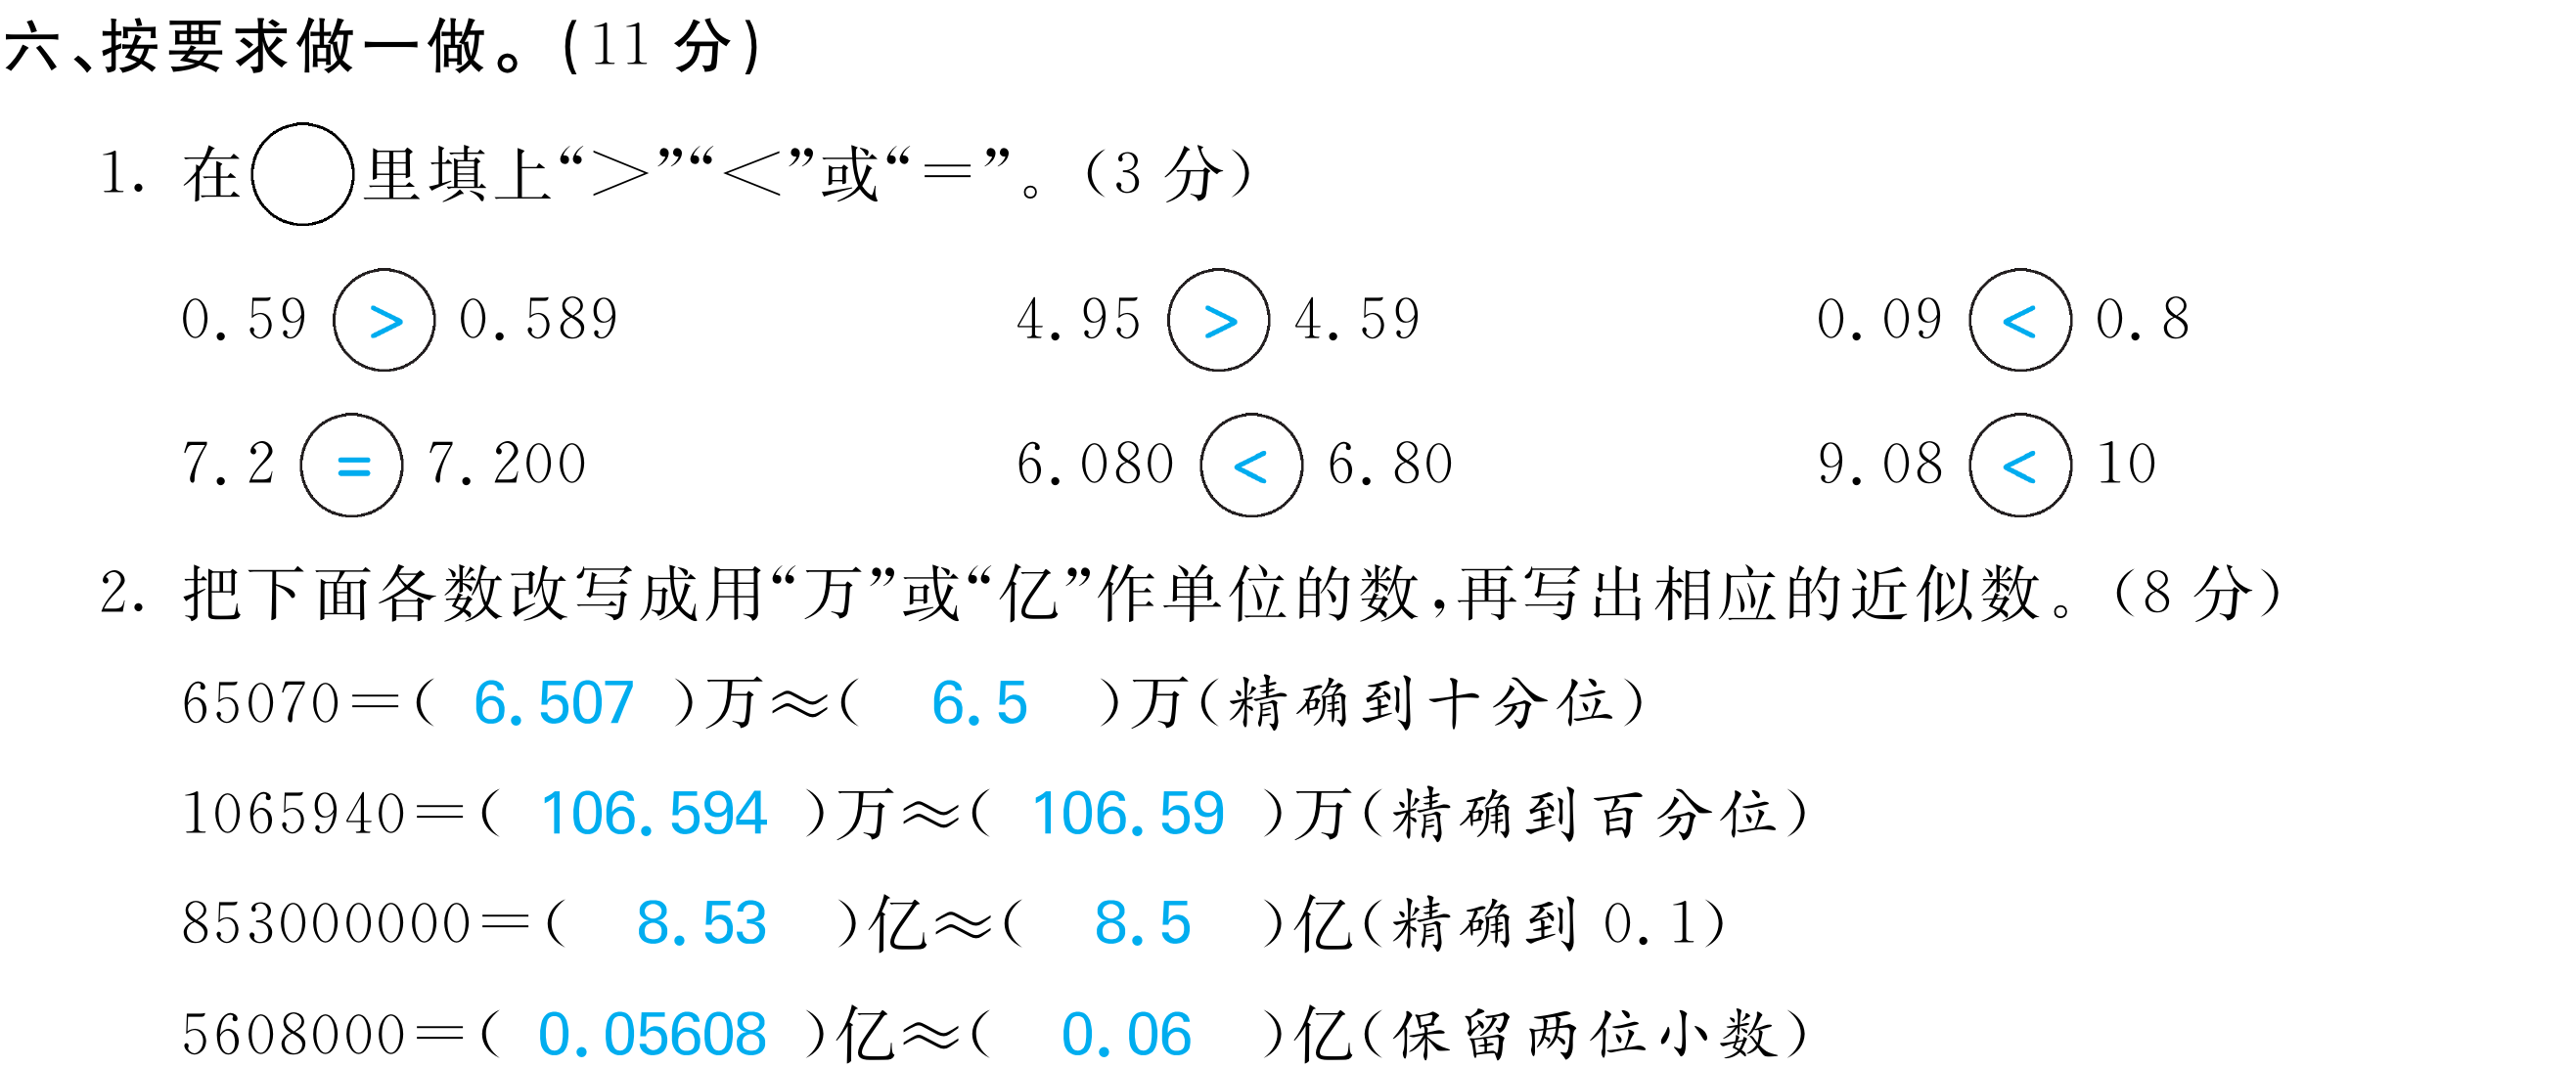 六、按要求做一做。(11 分)
1. 在○里填上“＞”“＜”或“＝”。(3 分)
0.59 > 0.589 4.95 > 4.59 0.09 < 0.8
7.2 = 7.200 6.080 < 6.80 9.08 < 10
2. 把下面各数改写成用“万”或“亿”作单位的数,再写出相应的近似数。(8 分)
65070=( 6.507 )万≈( 6.5 )万(精确到十分位)
1065940=( 106.594 )万≈( 106.59 )万(精确到百分位)
853000000=( 8.53 )亿≈( 8.5 )亿(精确到 0.1)
5608000=( 0.05608 )亿≈( 0.06 )亿(保留两位小数)